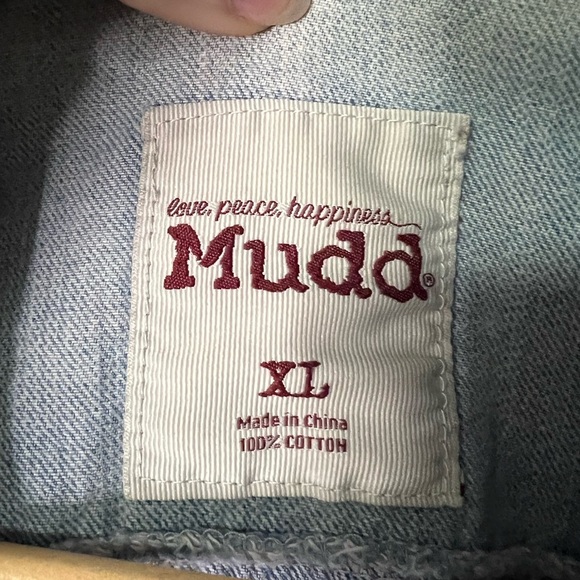 love, peace, happiness
Mudd®
XL
Made in China
100% COTTON